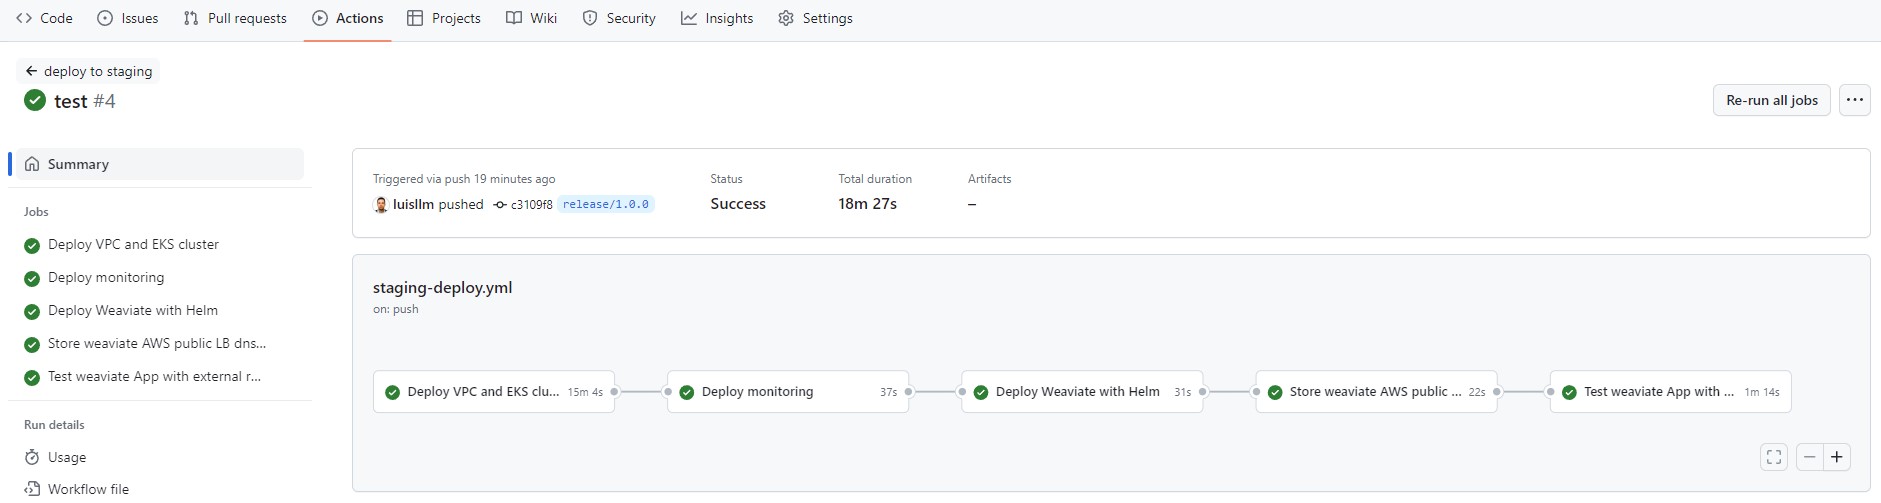 Code Issues Pull requests Actions Projects Wiki Security Insights Settings
deploy to staging
test #4
Re-run all jobs
Summary
Jobs
Deploy VPC and EKS cluster
Deploy monitoring
Deploy Weaviate with Helm
Store weaviate AWS public LB dns...
Test weaviate App with external r...
Run details
Usage
Workflow file
Triggered via push 19 minutes ago
luisllm pushed c3109f8 release/1.0.0
Status
Success
Total duration
18m 27s
Artifacts
–
staging-deploy.yml
on: push
Deploy VPC and EKS clu... 15m 4s
Deploy monitoring 37s
Deploy Weaviate with Helm 31s
Store weaviate AWS public ... 22s
Test weaviate App with ... 1m 14s